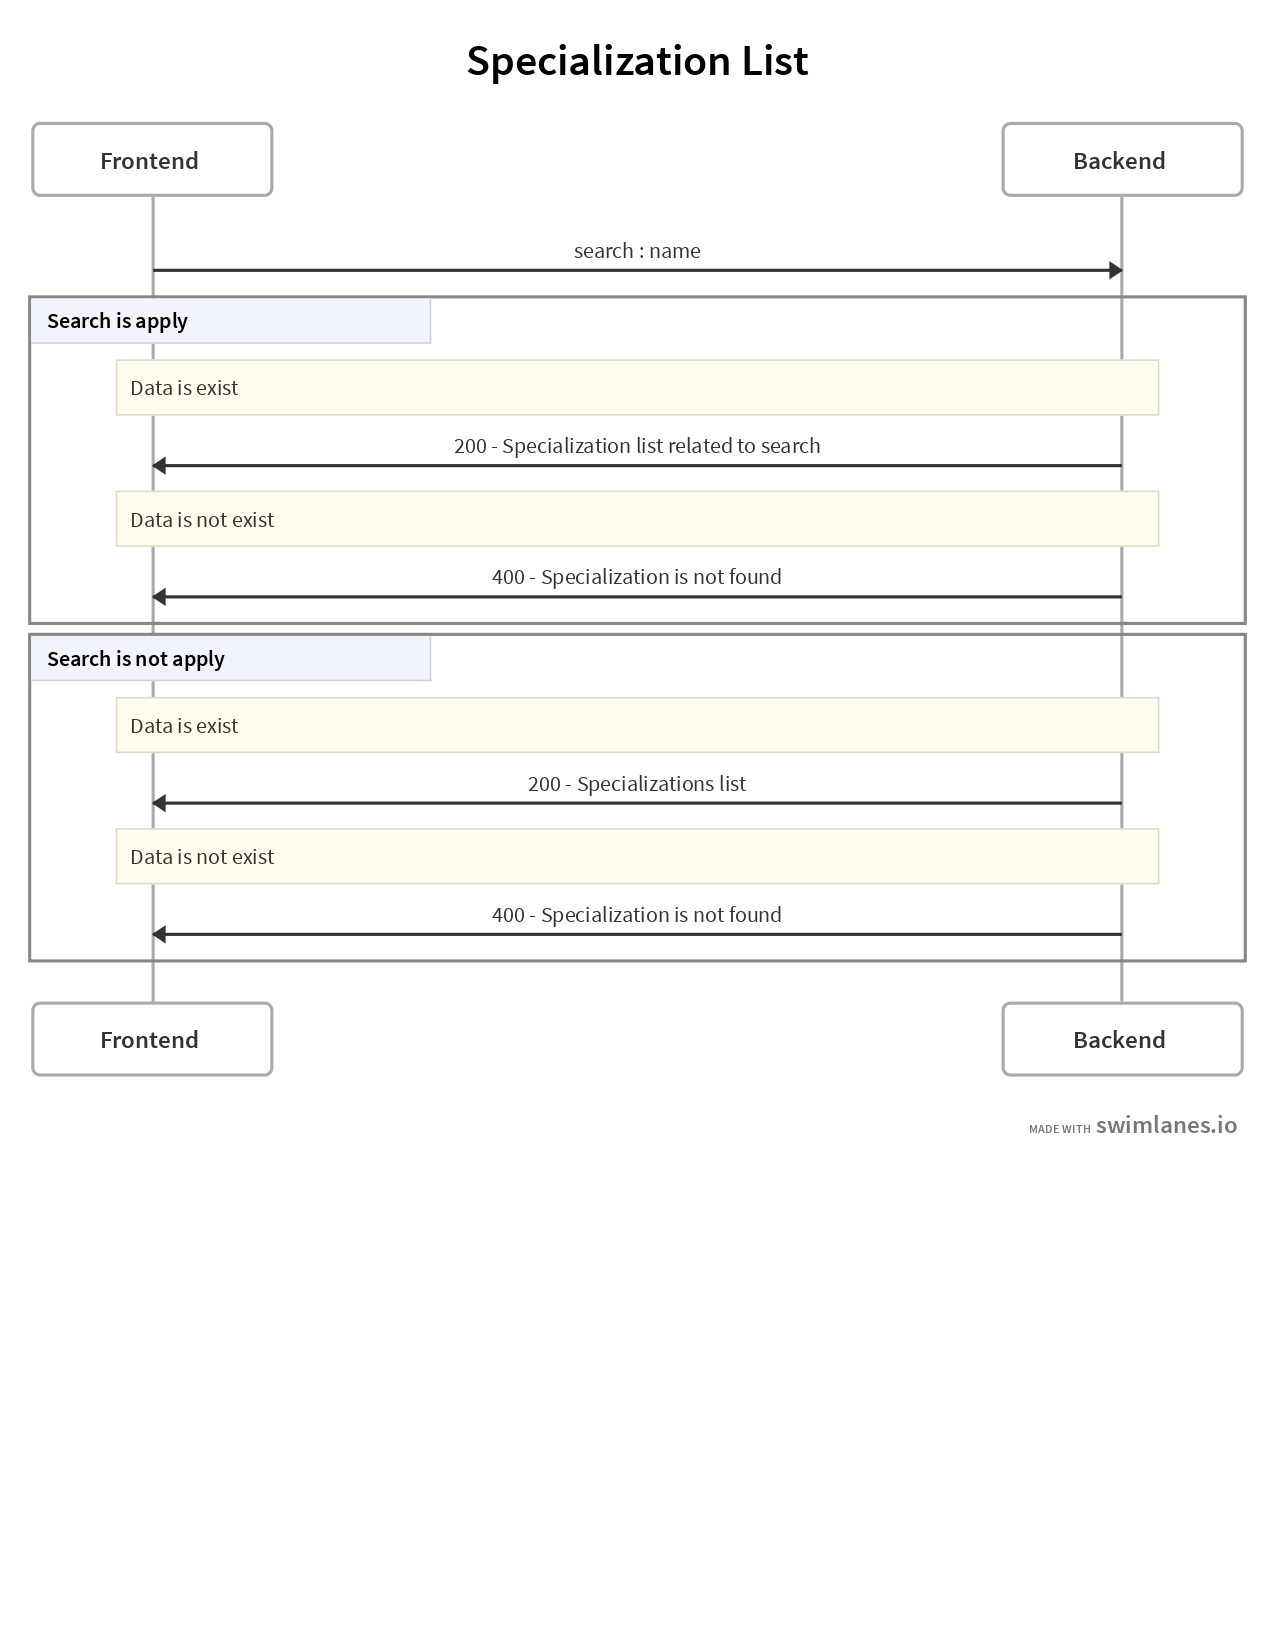 Specialization List
Frontend
Backend
search : name
Search is apply
Data is exist
200 - Specialization list related to search
Data is not exist
400 - Specialization is not found
Search is not apply
Data is exist
200 - Specializations list
Data is not exist
400 - Specialization is not found
Frontend
Backend
MADE WITH swimlanes.io